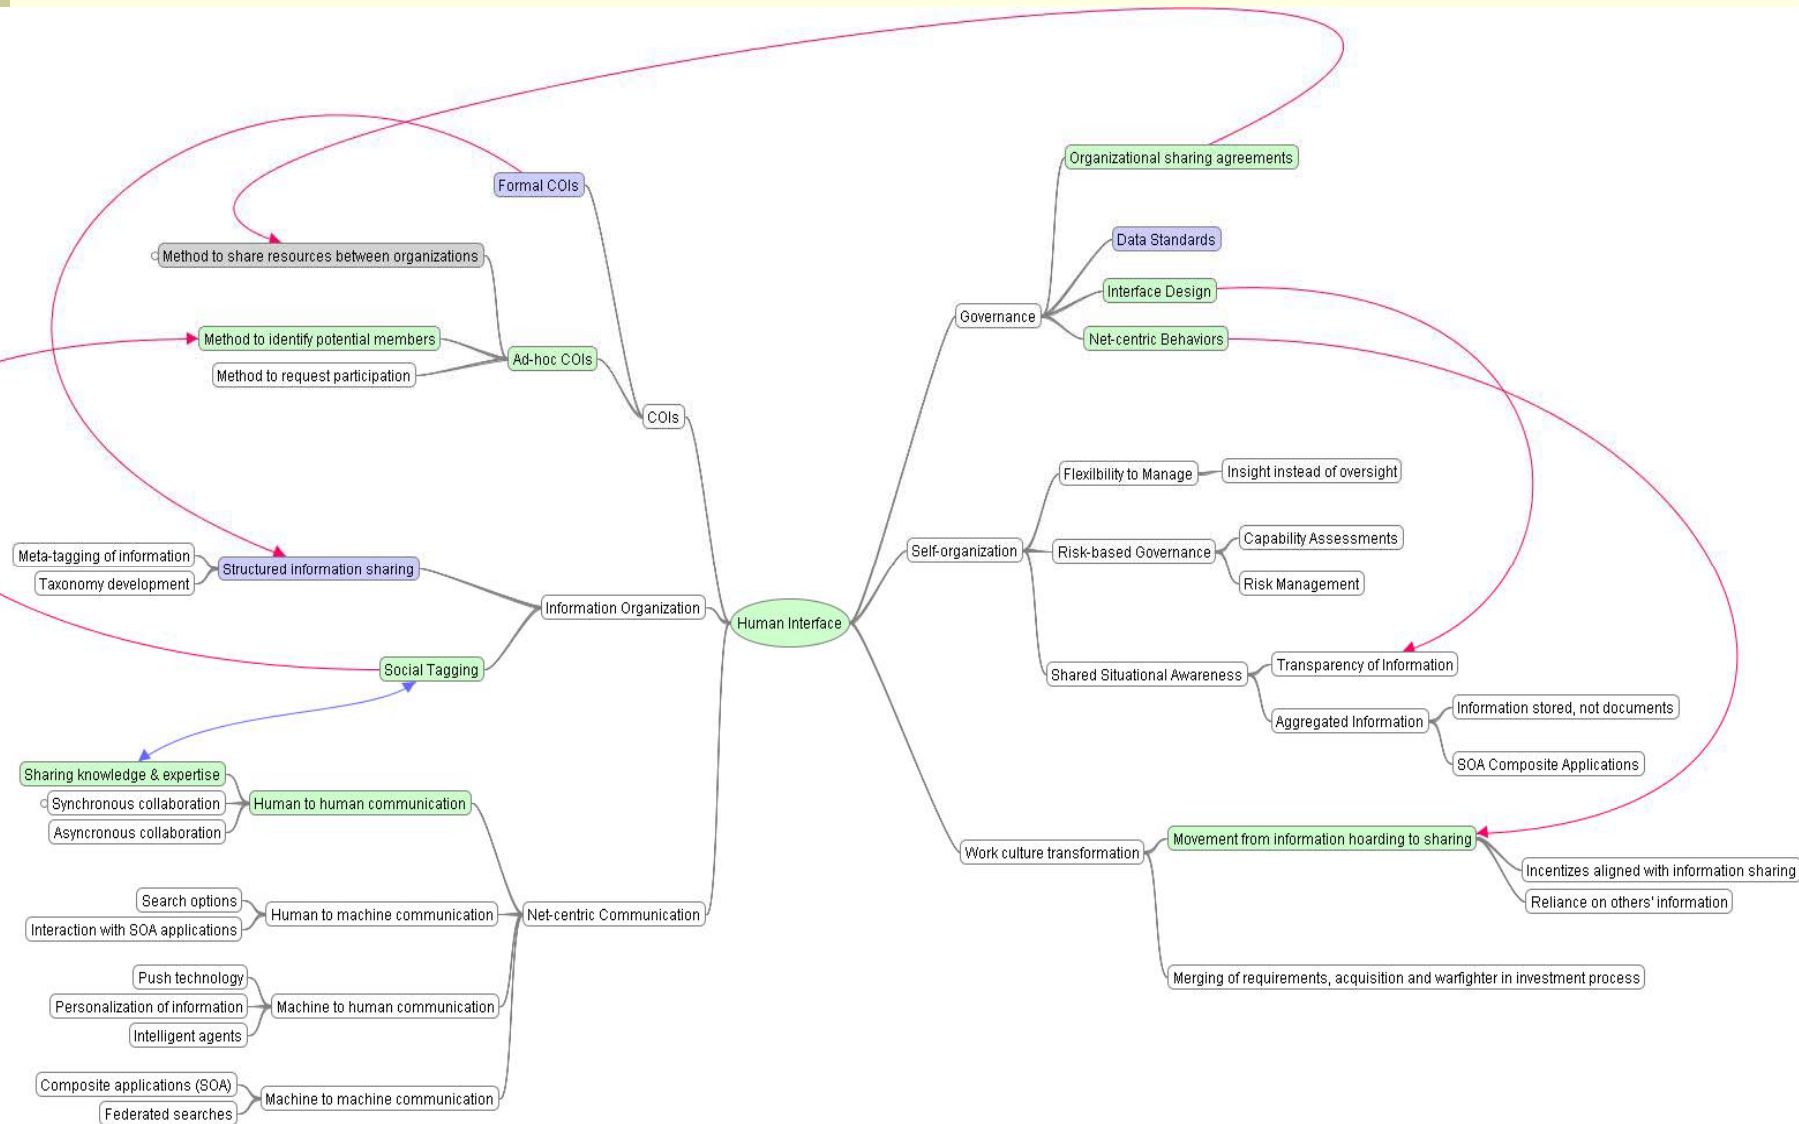 Organizational sharing agreements
Formal COIs
Data Standards
Method to share resources between organizations
Interface Design
Governance
Method to identify potential members
Net-centric Behaviors
Ad-hoc COIs
Method to request participation
COIs
Flexilbility to Manage
Insight instead of oversight
Capability Assessments
Self-organization
Risk-based Governance
Meta-tagging of information
Structured information sharing
Taxonomy development
Risk Management
Information Organization
Human Interface
Social Tagging
Transparency of Information
Shared Situational Awareness
Information stored, not documents
Aggregated Information
SOA Composite Applications
Sharing knowledge & expertise
Synchronous collaboration
Human to human communication
Asyncronous collaboration
Movement from information hoarding to sharing
Work culture transformation
Incentizes aligned with information sharing
Reliance on others' information
Search options
Human to machine communication
Net-centric Communication
Interaction with SOA applications
Push technology
Merging of requirements, acquisition and warfighter in investment process
Personalization of information
Machine to human communication
Intelligent agents
Composite applications (SOA)
Machine to machine communication
Federated searches